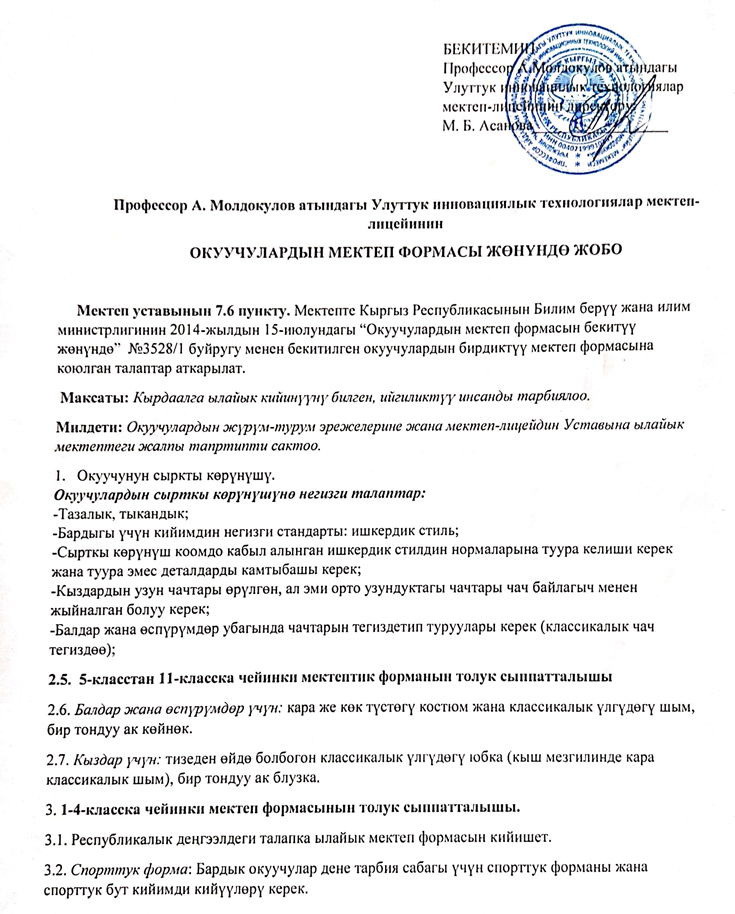 БЕКИТЕМИН
Профессор А.Молдокулов атындагы
Улуттук инновациялык технологиялар
мектеп-лицейинин директору
М. Б. Асанова
Профессор А. Молдокулов атындагы Улуттук инновациялык технологиялар мектеп-
лицейинин
ОКУУЧУЛАРДЫН МЕКТЕП ФОРМАСЫ ЖӨНҮНДӨ ЖОБО
Мектеп уставынын 7.6 пункту. Мектепте Кыргыз Республикасынын Билим берүү жана илим
министрлигинин 2014-жылдын 15-июлундагы “Окуучулардын мектеп формасын бекитүү
жөнүндө” №3528/1 буйругу менен бекитилген окуучулардын бирдиктүү мектеп формасына
коюлган талаптар аткарылат.
Максаты: Кырдаалга ылайык кийинүүнү билген, ийгиликтүү инсанды тарбиялоо.
Милдети: Окуучулардын жүрүм-турум эрежелерине жана мектеп-лицейдин Уставына ылайык
мектептеги жалпы тапртипти сактоо.
1. Окуучунун сыркты көрүнүшү.
Окуучулардын сырткы көрүнүшүнө негизги талаптар:
-Тазалык, тыкандык;
-Бардыгы үчүн кийимдин негизги стандарты: ишкердик стиль;
-Сырткы көрүнүш коомдо кабыл алынган ишкердик стилдин нормаларына туура келиши керек
жана туура эмес деталдарды камтыбашы керек;
-Кыздардын узун чачтары өрүлгөн, ал эми орто узундуктагы чачтары чач байлагыч менен
жыйналган болуу керек;
-Балдар жана өспүрүмдөр убагында чачтарын тегиздетип туруулары керек (классикалык чач
тегиздөө);
2.5. 5-класстан 11-класска чейинки мектептик форманын толук сыпатталышы
2.6. Балдар жана өспүрүмдөр үчүн: кара же көк түстөгү костюм жана классикалык үлгүдөгү шым,
бир тондуу ак көйнөк.
2.7. Кыздар үчүн: тизеден өйдө болбогон классикалык үлгүдөгү юбка (кыш мезгилинде кара
классикалык шым), бир тондуу ак блузка.
3. 1-4-класска чейинки мектеп формасынын толук сыпатталышы.
3.1. Республикалык деңгээлдеги талапка ылайык мектеп формасын кийишет.
3.2. Спорттук форма: Бардык окуучулар дене тарбия сабагы үчүн спорттук форманы жана
спорттук бут кийимди кийүүлөрү керек.